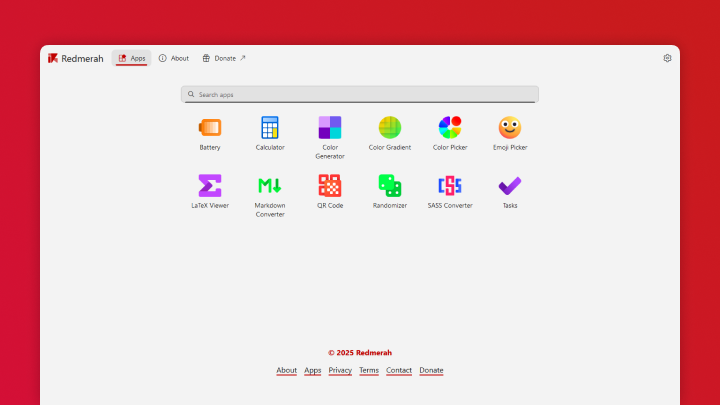 Redmerah
Apps
About
Donate
Search apps
Battery
Calculator
Color
Generator
Color Gradient
Color Picker
Emoji Picker
LaTeX Viewer
Markdown
Converter
QR Code
Randomizer
SASS Converter
Tasks
© 2025 Redmerah
About Apps Privacy Terms Contact Donate